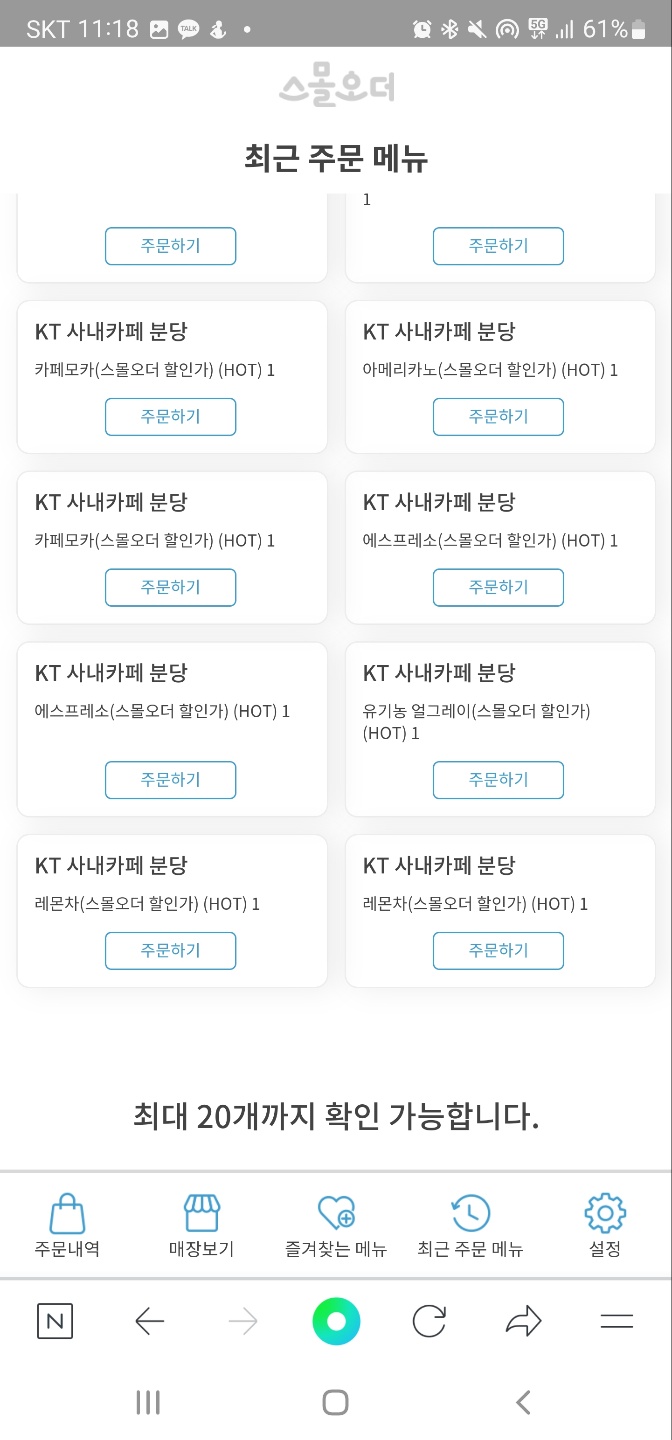 SKT 11:18 TALK 5G 61%
스몰오더
최근 주문 메뉴
1
주문하기 주문하기
KT 사내카페 분당 KT 사내카페 분당
카페모카(스몰오더 할인가) (HOT) 1 아메리카노(스몰오더 할인가) (HOT) 1
주문하기 주문하기
KT 사내카페 분당 KT 사내카페 분당
카페모카(스몰오더 할인가) (HOT) 1 에스프레소(스몰오더 할인가) (HOT) 1
주문하기 주문하기
KT 사내카페 분당 KT 사내카페 분당
에스프레소(스몰오더 할인가) (HOT) 1 유기농 얼그레이(스몰오더 할인가)
(HOT) 1
주문하기 주문하기
KT 사내카페 분당 KT 사내카페 분당
레몬차(스몰오더 할인가) (HOT) 1 레몬차(스몰오더 할인가) (HOT) 1
주문하기 주문하기
최대 20개까지 확인 가능합니다.
주문내역 매장보기 즐겨찾는 메뉴 최근 주문 메뉴 설정
N